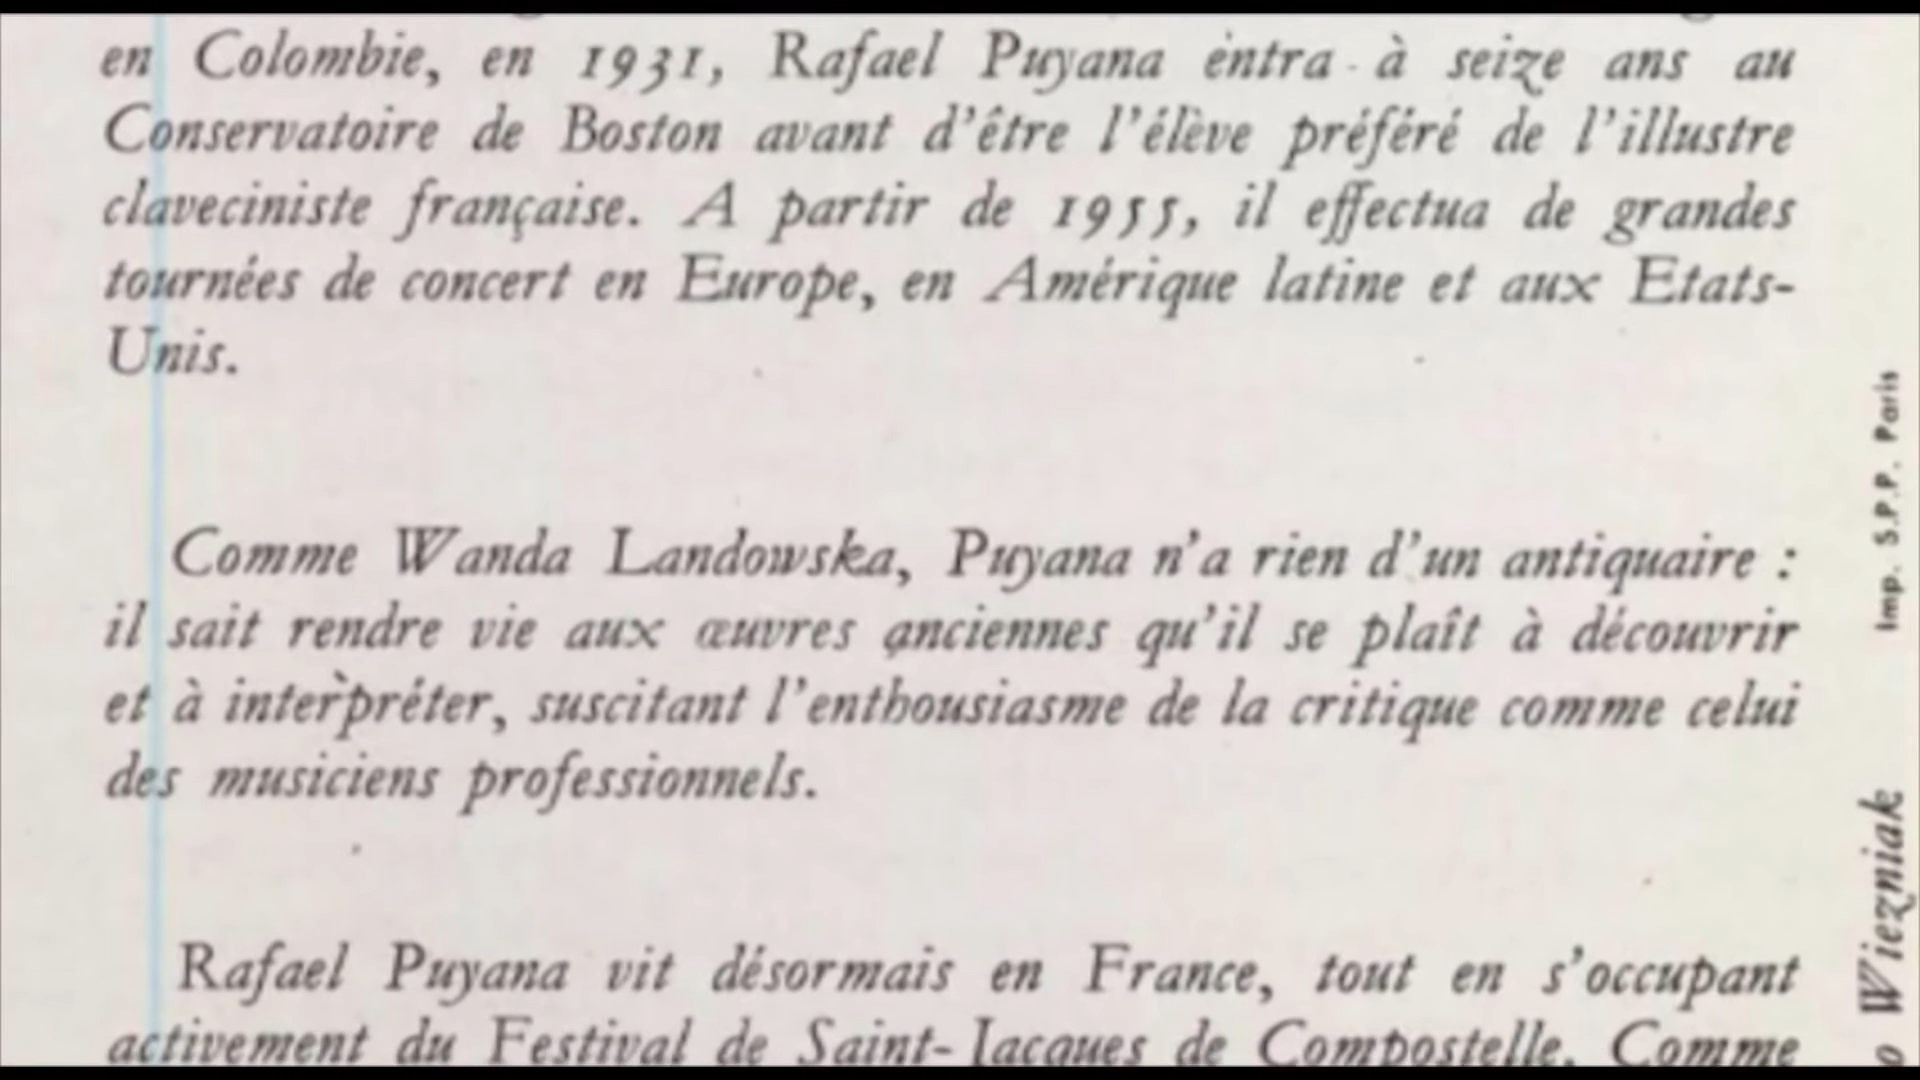 en Colombie, en 1931, Rafael Puyana entra à seize ans au
Conservatoire de Boston avant d'être l'élève préféré de l'illustre
claveciniste française. A partir de 1955, il effectua de grandes
tournées de concert en Europe, en Amérique latine et aux Etats-
Unis.
Comme Wanda Landowska, Puyana n'a rien d'un antiquaire :
il sait rendre vie aux œuvres anciennes qu'il se plaît à découvrir
et à interpréter, suscitant l'enthousiasme de la critique comme celui
des musiciens professionnels.
Rafael Puyana vit désormais en France, tout en s'occupant
activement du Festival de Saint-Jacques de Compostelle. Comme
Imp. S.P.P. Paris
Wiezniak